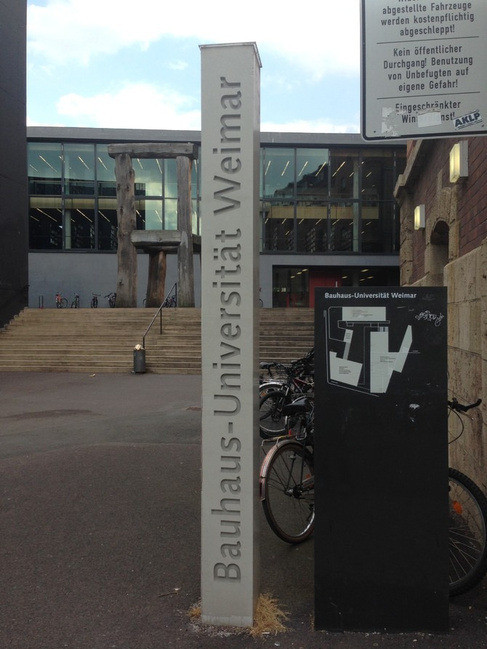 abgestellte Fahrzeuge
werden kostenpflichtig
abgeschleppt!
Kein öffentlicher
Durchgang! Benutzung
von Unbefugten auf
eigene Gefahr!
Eingeschränkter
AKLP
Bauhaus-Universität Weimar
Bauhaus-Universität Weimar